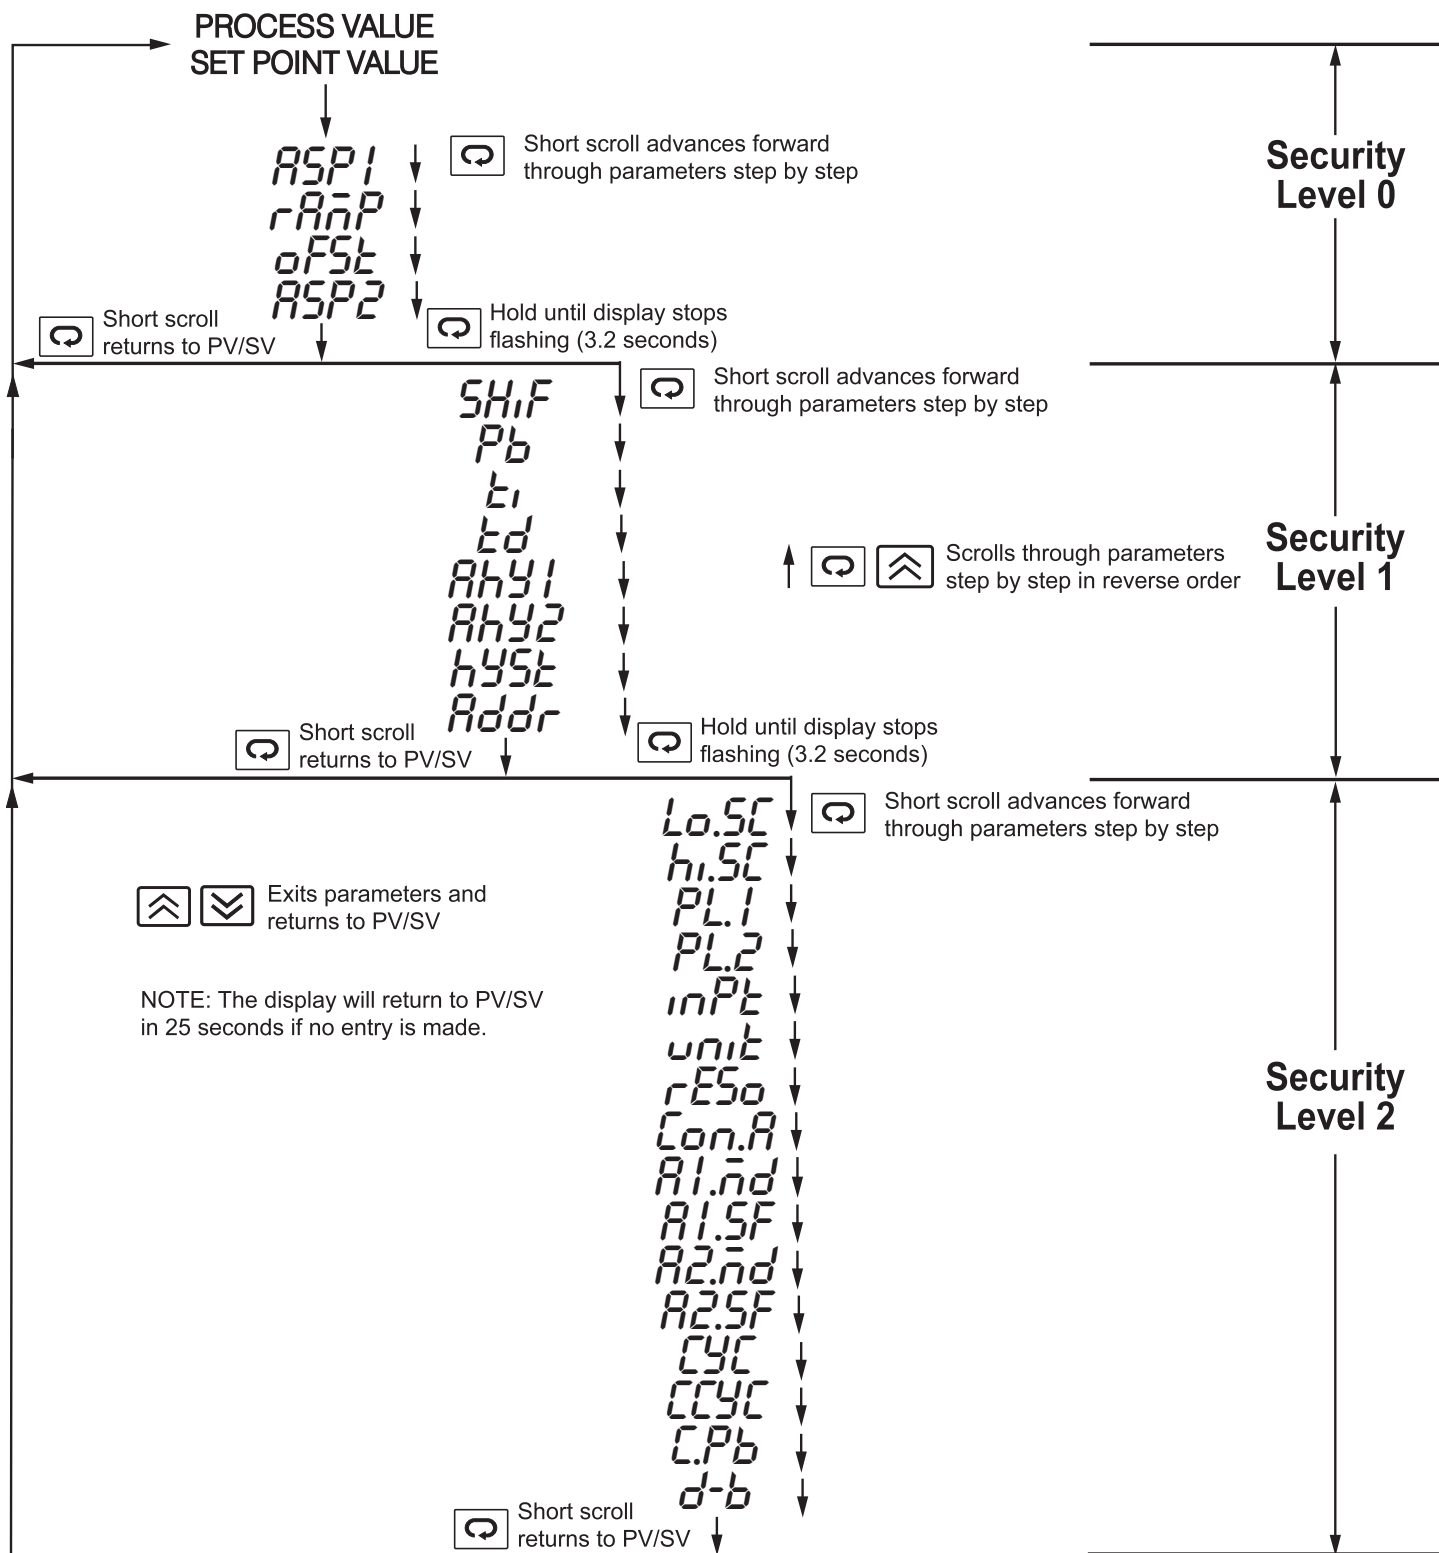 PROCESS VALUE
SET POINT VALUE
ASP1
rAmP
oFSt
ASP2
Short scroll advances forward
through parameters step by step
Security
Level 0
Short scroll
returns to PV/SV
Hold until display stops
flashing (3.2 seconds)
SHiF
Pb
ti
td
Ahy1
Ahy2
hySt
Addr
Short scroll advances forward
through parameters step by step
Scrolls through parameters
step by step in reverse order
Security
Level 1
Short scroll
returns to PV/SV
Hold until display stops
flashing (3.2 seconds)
Lo.SC
hi.SC
PL.1
PL.2
inPt
unit
rESo
Con.A
A1.md
A1.SF
A2.md
A2.SF
CYC
CCYC
C.Pb
d-b
Short scroll advances forward
through parameters step by step
Exits parameters and
returns to PV/SV
NOTE: The display will return to PV/SV
in 25 seconds if no entry is made.
Security
Level 2
Short scroll
returns to PV/SV